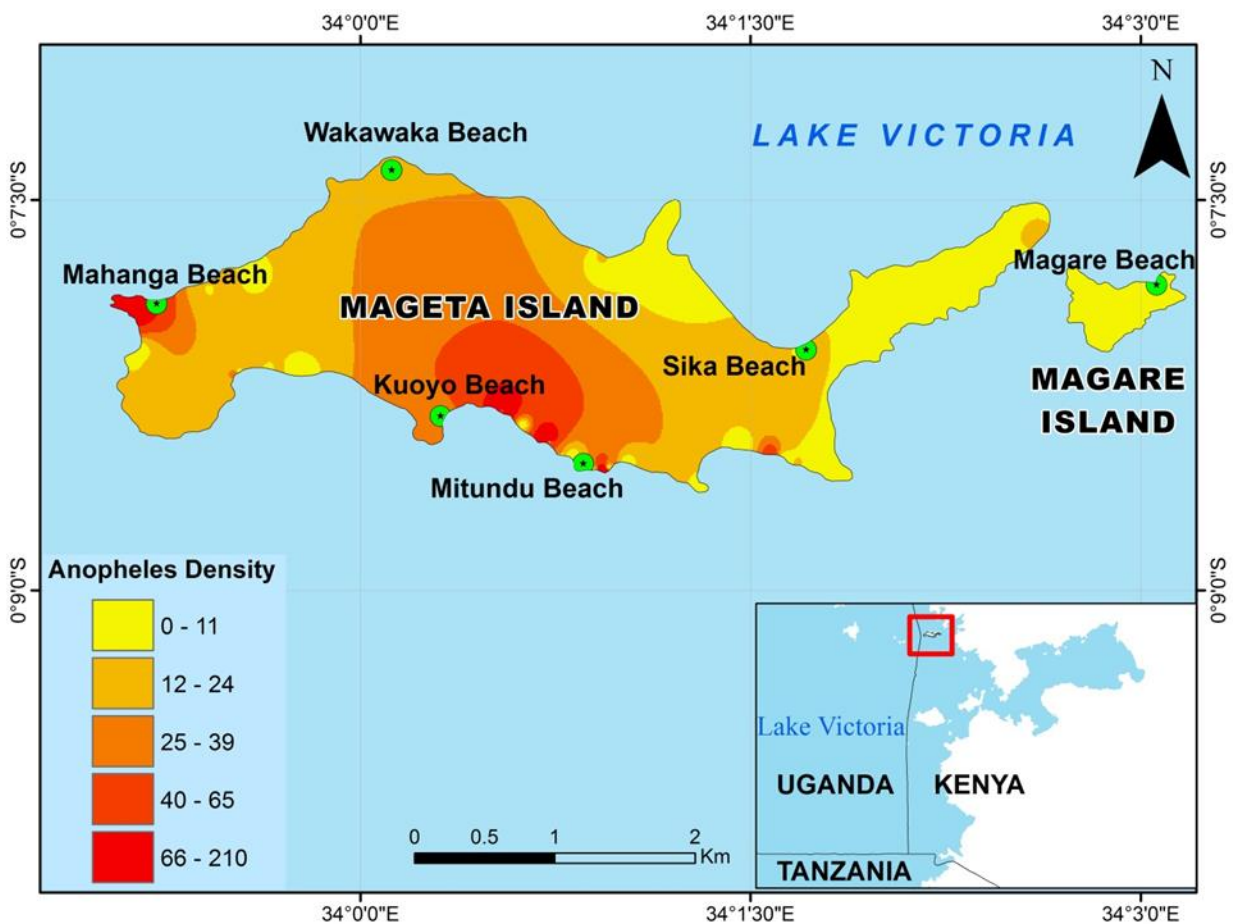 34°0'0"E
34°1'30"E
34°3'0"E
N
Wakawaka Beach
LAKE VICTORIA
0°7'30"S
0°7'30"S
Mahanga Beach
Magare Beach
MAGETA ISLAND
Sika Beach
Kuoyo Beach
MAGARE
ISLAND
Mitundu Beach
Anopheles Density
0 - 11
12 - 24
25 - 39
40 - 65
66 - 210
0°9'0"S
0°9'0"S
0
0.5
1
2
Km
Lake Victoria
UGANDA
KENYA
TANZANIA
34°0'0"E
34°1'30"E
34°3'0"E